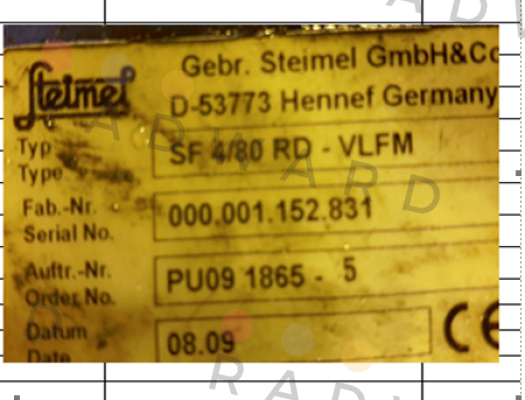 Steimel
Gebr. Steimel GmbH&Co
D-53773 Hennef Germany
Typ
Type
SF 4/80 RD - VLFM
Fab.-Nr.
Serial No.
000.001.152.831
Auftr.-Nr.
Order No.
PU09 1865 - 5
Datum
Date
08.09
CE